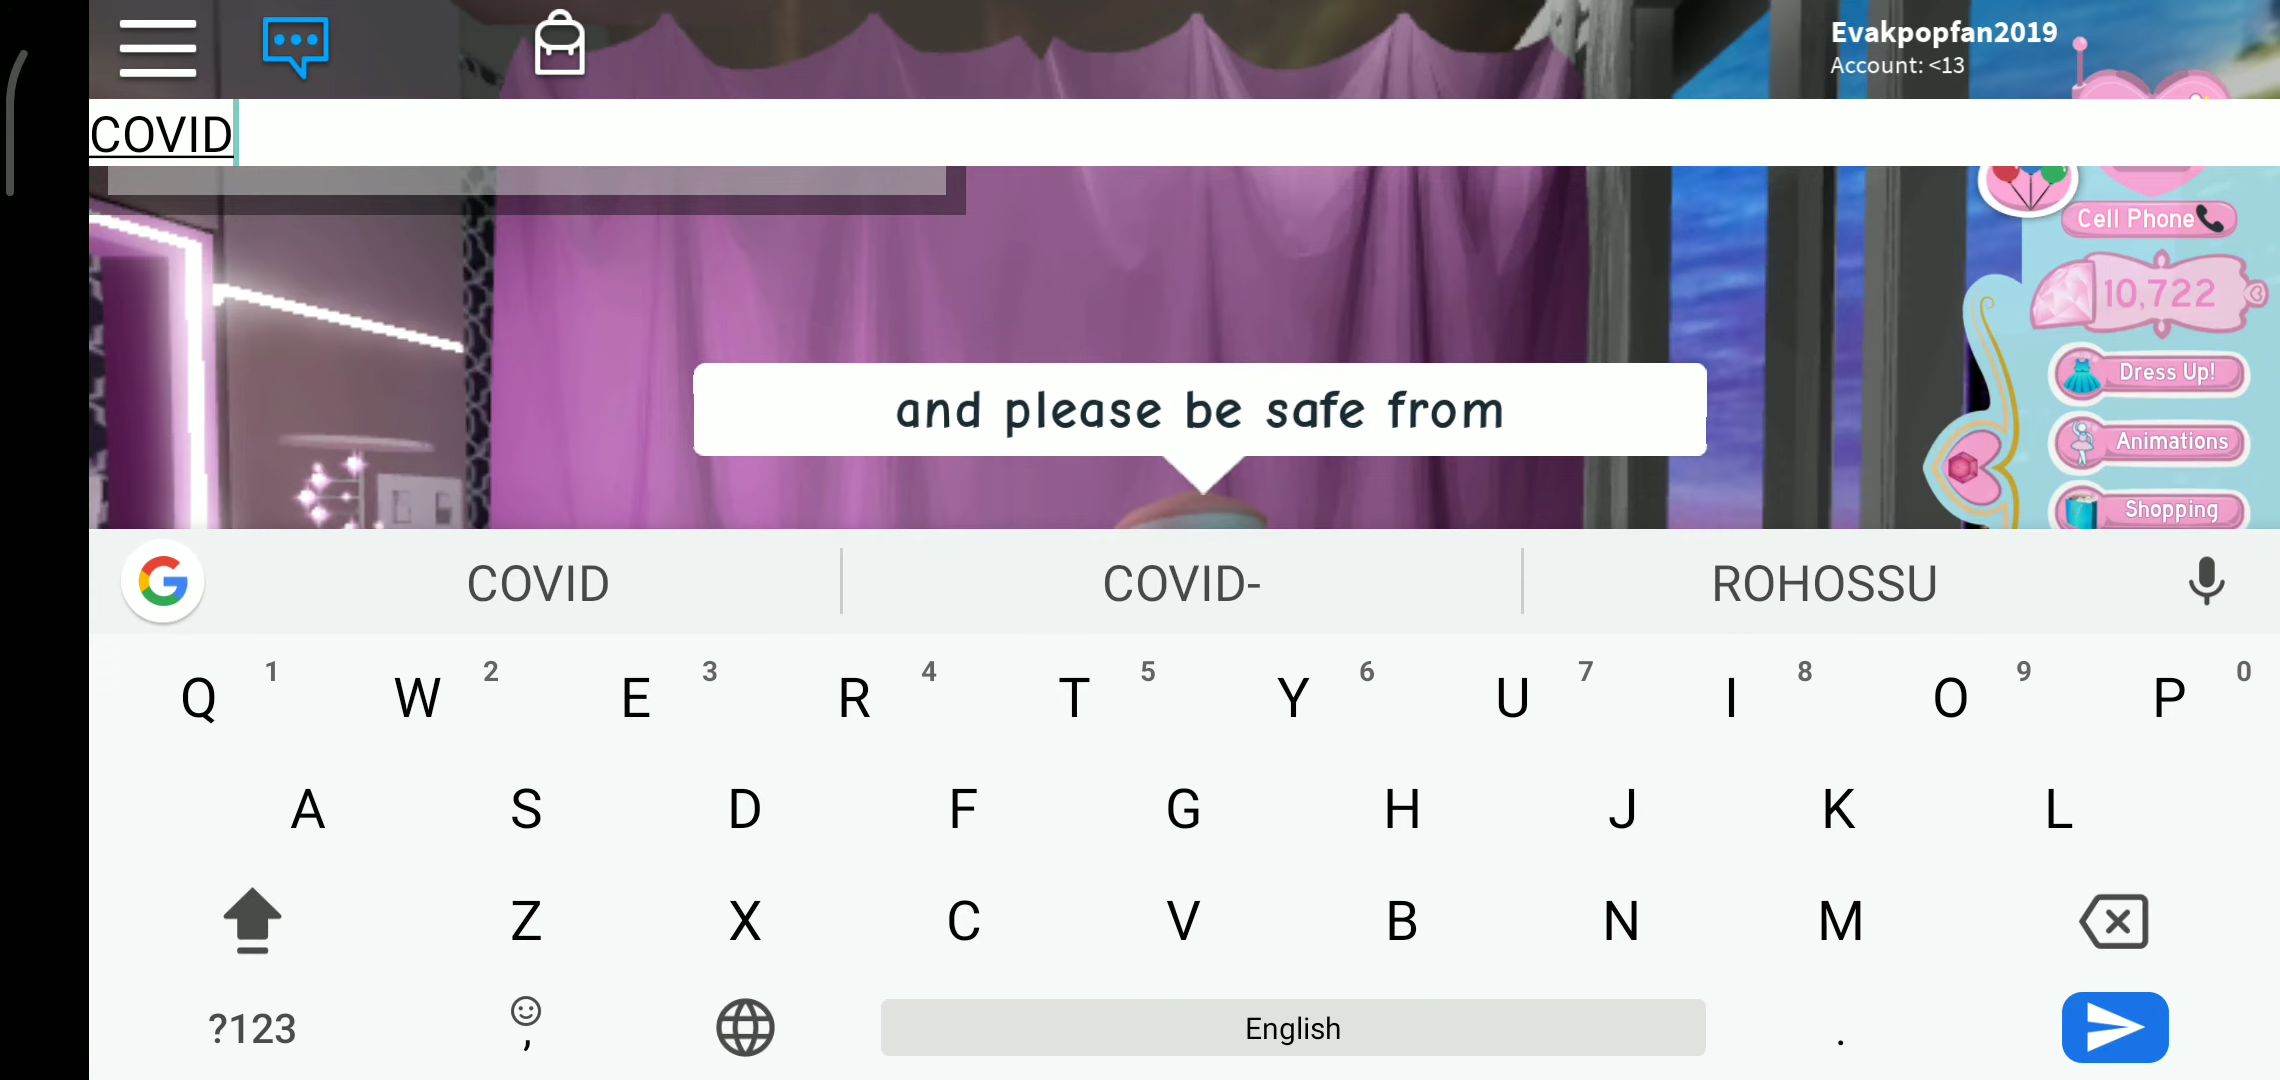 Evakpopfan2019
Account: <13
COVID
Cell Phone
10,722
Dress Up!
Animations
Shopping
and please be safe from
COVID COVID- ROHOSSU
Q 1 W 2 E 3 R 4 T 5 Y 6 U 7 I 8 O 9 P 0
A S D F G H J K L
Z X C V B N M
?123 , English .